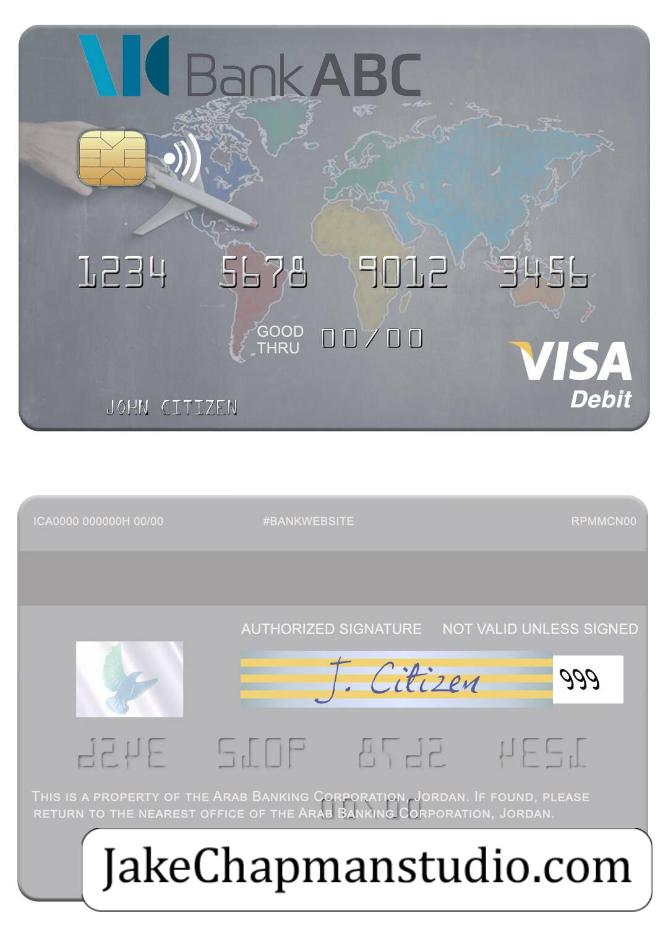 Bank ABC
1234 5678 9012 3456
GOOD
THRU 00/00
VISA
Debit
JOHN CITIZEN
ICA0000 000000H 00/00 #BANKWEBSITE RPMMCN00
AUTHORIZED SIGNATURE NOT VALID UNLESS SIGNED
J. Citizen 999
THIS IS A PROPERTY OF THE ARAB BANKING CORPORATION, JORDAN. IF FOUND, PLEASE
RETURN TO THE NEAREST OFFICE OF THE ARAB BANKING CORPORATION, JORDAN.
JakeChapmanstudio.com